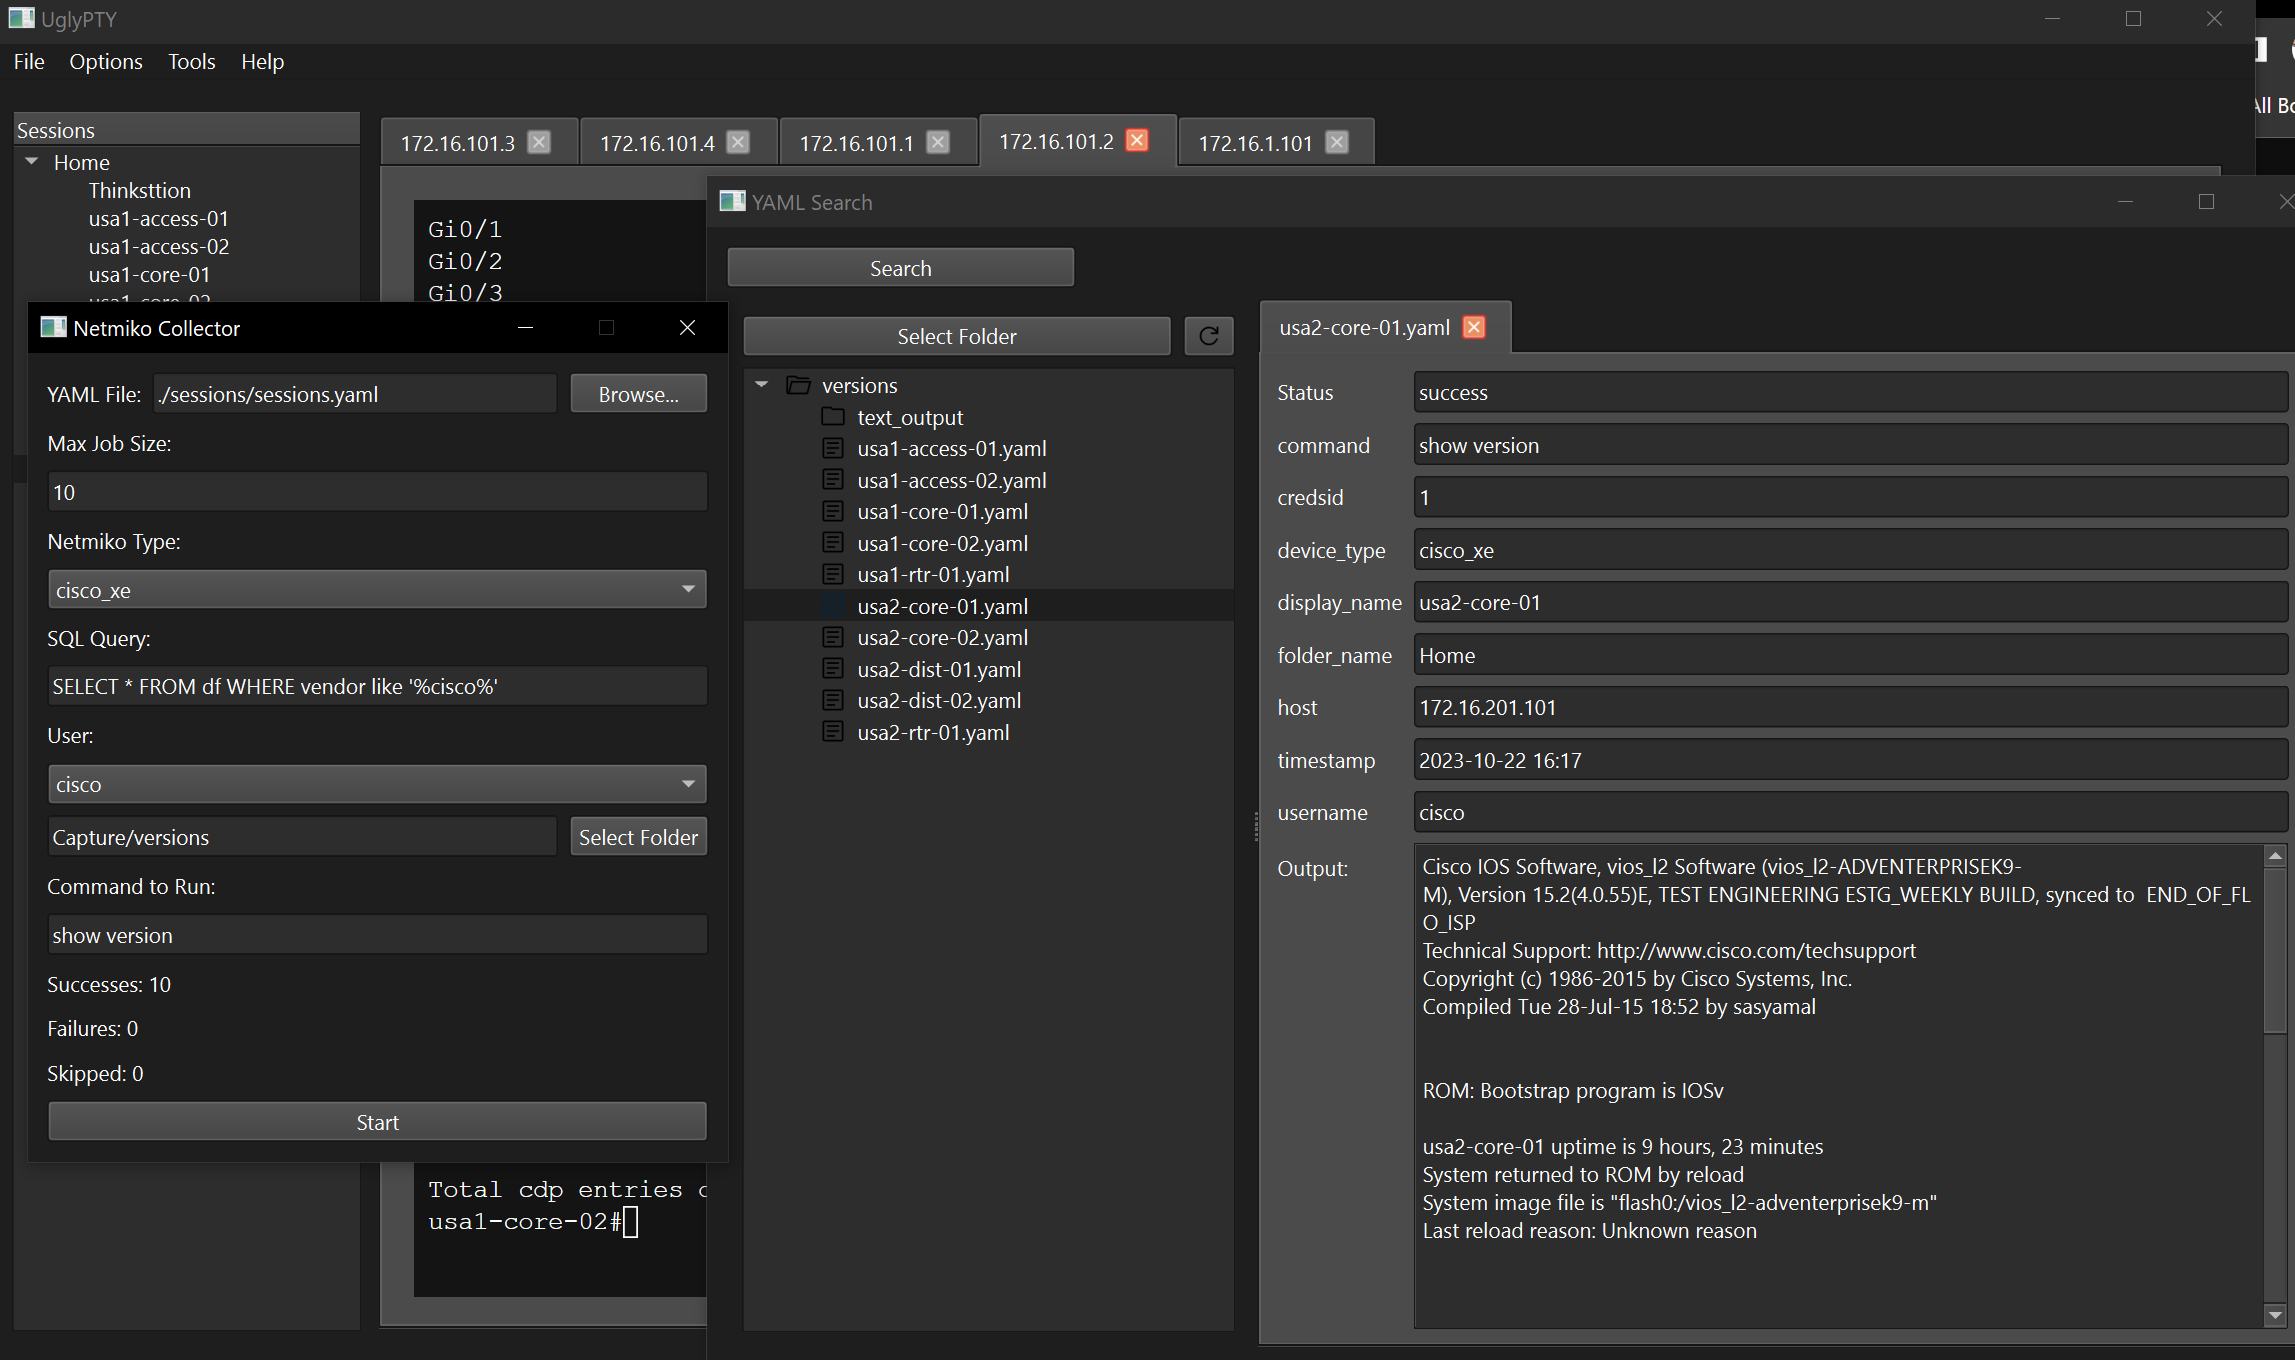 UglyPTY
File Options Tools Help
All
Sessions
Home
Thinksttion
usa1-access-01
usa1-access-02
usa1-core-01
172.16.101.3
172.16.101.4
172.16.101.1
172.16.101.2
172.16.1.101
Gi0/1
Gi0/2
Gi0/3
Total cdp entries
usa1-core-02#
Netmiko Collector
YAML File: ./sessions/sessions.yaml Browse...
Max Job Size:
10
Netmiko Type:
cisco_xe
SQL Query:
SELECT * FROM df WHERE vendor like '%cisco%'
User:
cisco
Capture/versions Select Folder
Command to Run:
show version
Successes: 10
Failures: 0
Skipped: 0
Start
YAML Search
Search
Select Folder
versions
text_output
usa1-access-01.yaml
usa1-access-02.yaml
usa1-core-01.yaml
usa1-core-02.yaml
usa1-rtr-01.yaml
usa2-core-01.yaml
usa2-core-02.yaml
usa2-dist-01.yaml
usa2-dist-02.yaml
usa2-rtr-01.yaml
usa2-core-01.yaml
Status success
command show version
credsid 1
device_type cisco_xe
display_name usa2-core-01
folder_name Home
host 172.16.201.101
timestamp 2023-10-22 16:17
username cisco
Output:
Cisco IOS Software, vios_l2 Software (vios_l2-ADVENTERPRISEK9-
M), Version 15.2(4.0.55)E, TEST ENGINEERING ESTG_WEEKLY BUILD, synced to  END_OF_FL
O_ISP
Technical Support: http://www.cisco.com/techsupport
Copyright (c) 1986-2015 by Cisco Systems, Inc.
Compiled Tue 28-Jul-15 18:52 by sasyamal
ROM: Bootstrap program is IOSv
usa2-core-01 uptime is 9 hours, 23 minutes
System returned to ROM by reload
System image file is "flash0:/vios_l2-adventerprisek9-m"
Last reload reason: Unknown reason